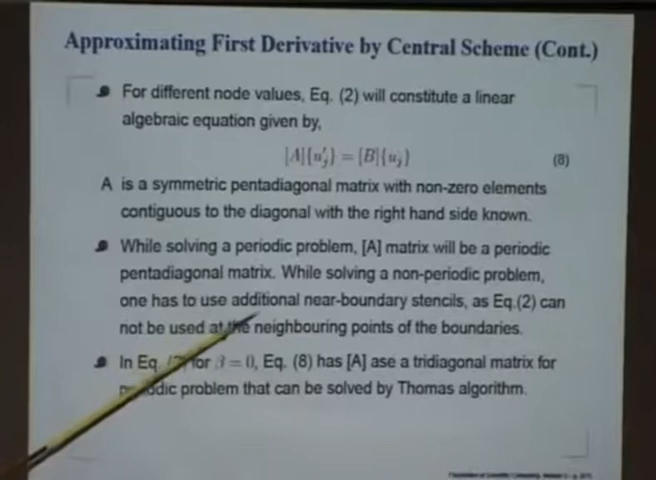 Approximating First Derivative by Central Scheme (Cont.)
For different node values, Eq. (2) will constitute a linear
algebraic equation given by,
[A]{u'_j} = [B]{u_j} (8)
A is a symmetric pentadiagonal matrix with non-zero elements
contiguous to the diagonal with the right hand side known.
While solving a periodic problem, [A] matrix will be a periodic
pentadiagonal matrix. While solving a non-periodic problem,
one has to use additional near-boundary stencils, as Eq.(2) can
not be used at the neighbouring points of the boundaries.
In Eq. for β = 0, Eq. (8) has [A] ase a tridiagonal matrix for
problem that can be solved by Thomas algorithm.